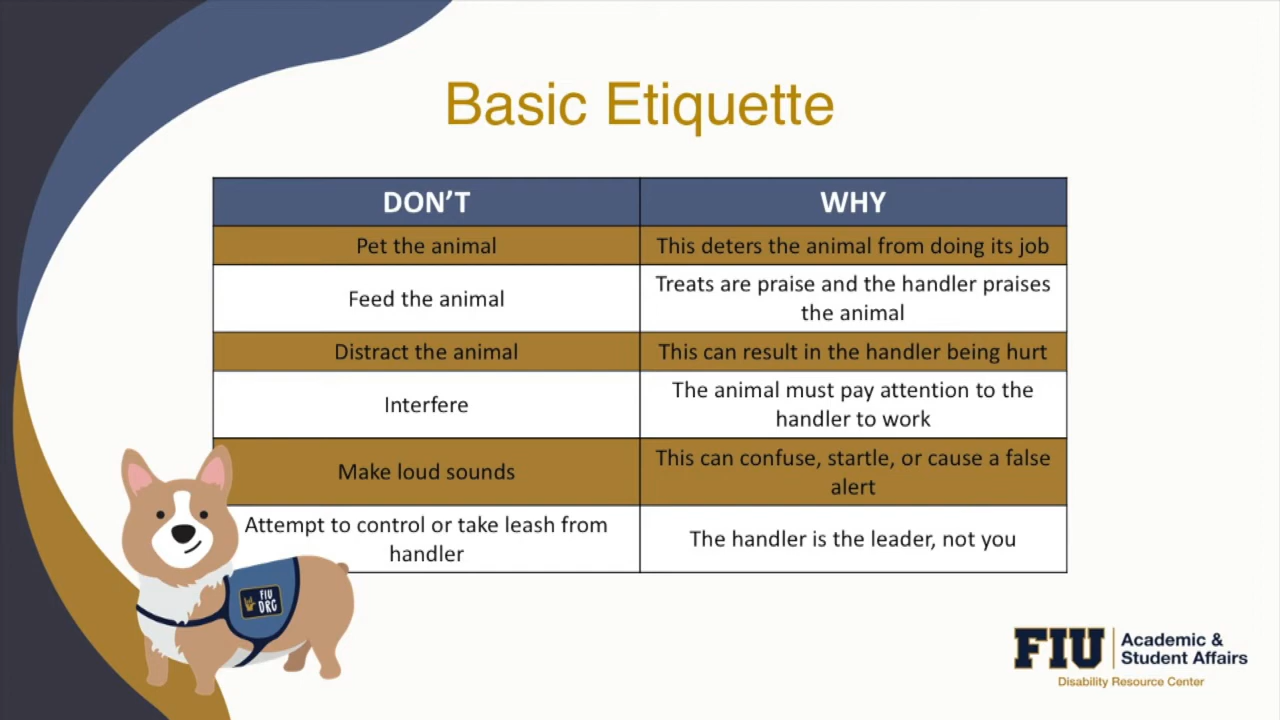 Basic Etiquette
DON’T
WHY
Pet the animal
This deters the animal from doing its job
Feed the animal
Treats are praise and the handler praises
the animal
Distract the animal
This can result in the handler being hurt
Interfere
The animal must pay attention to the
handler to work
Make loud sounds
This can confuse, startle, or cause a false
alert
Attempt to control or take leash from
handler
The handler is the leader, not you
FIU
DRC
FIU
Academic &
Student Affairs
Disability Resource Center